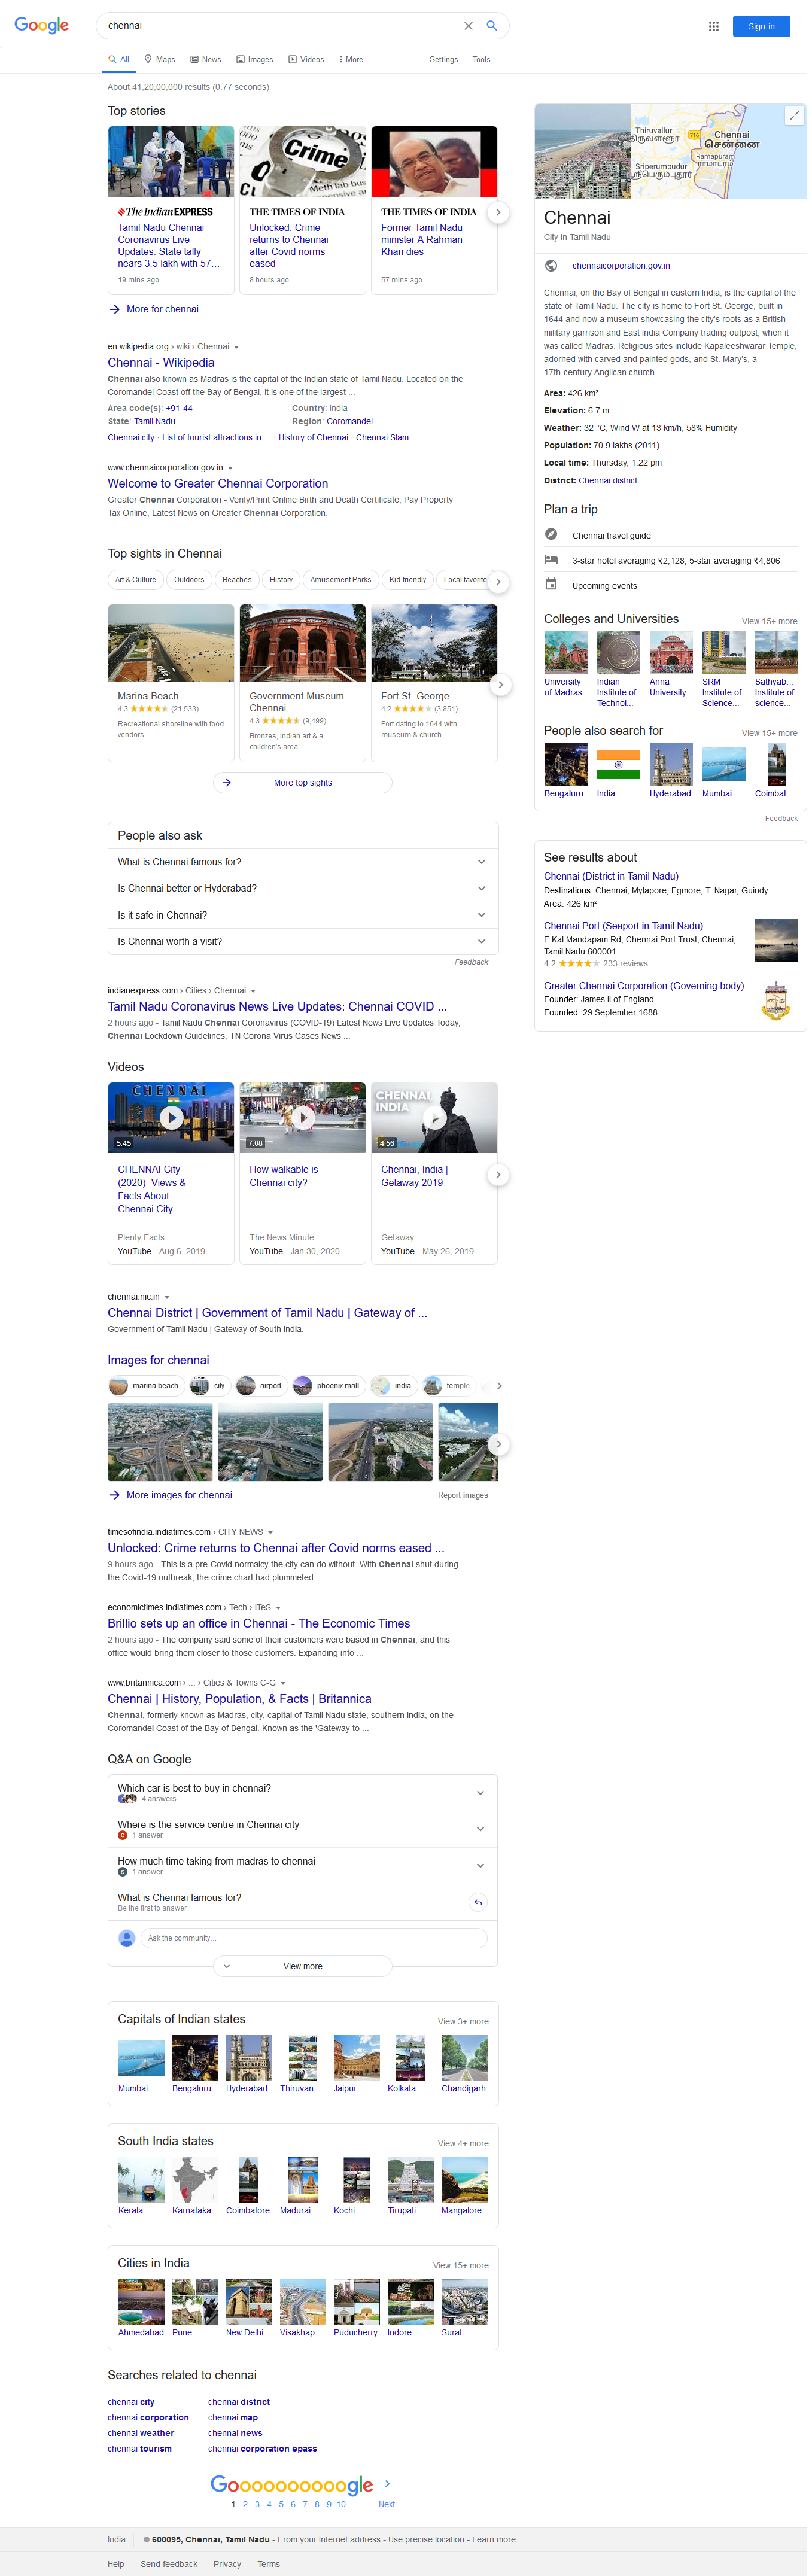 Google
chennai
Sign in
All
Maps
News
Images
Videos
More
Settings
Tools
About 41,20,00,000 results (0.77 seconds)
Top stories
Crime
The Indian EXPRESS
Tamil Nadu Chennai
Coronavirus Live
Updates: State tally
nears 3.5 lakh with 57...
19 mins ago
THE TIMES OF INDIA
Unlocked: Crime
returns to Chennai
after Covid norms
eased
8 hours ago
THE TIMES OF INDIA
Former Tamil Nadu
minister A Rahman
Khan dies
57 mins ago
More for chennai
en.wikipedia.org › wiki › Chennai
Chennai - Wikipedia
Chennai also known as Madras is the capital of the Indian state of Tamil Nadu. Located on the
Coromandel Coast off the Bay of Bengal, it is one of the largest ...
Area code(s): +91-44
Country: India
State: Tamil Nadu
Region: Coromandel
Chennai city · List of tourist attractions in ... · History of Chennai · Chennai Slam
www.chennaicorporation.gov.in
Welcome to Greater Chennai Corporation
Greater Chennai Corporation - Verify/Print Online Birth and Death Certificate, Pay Property
Tax Online, Latest News on Greater Chennai Corporation.
Top sights in Chennai
Art & Culture
Outdoors
Beaches
History
Amusement Parks
Kid-friendly
Local favorite
Marina Beach
4.3 (21,533)
Recreational shoreline with food
vendors
Government Museum
Chennai
4.3 (9,499)
Bronzes, Indian art & a
children's area
Fort St. George
4.2 (3,851)
Fort dating to 1644 with
museum & church
More top sights
People also ask
What is Chennai famous for?
Is Chennai better or Hyderabad?
Is it safe in Chennai?
Is Chennai worth a visit?
Feedback
indianexpress.com › Cities › Chennai
Tamil Nadu Coronavirus News Live Updates: Chennai COVID ...
2 hours ago - Tamil Nadu Chennai Coronavirus (COVID-19) Latest News Live Updates Today,
Chennai Lockdown Guidelines, TN Corona Virus Cases News ...
Videos
CHENNAI
5:45
CHENNAI City
(2020)- Views &
Facts About
Chennai City ...
Plenty Facts
YouTube - Aug 6, 2019
7:08
How walkable is
Chennai city?
The News Minute
YouTube - Jan 30, 2020
CHENNAI,
INDIA
4:56
Chennai, India |
Getaway 2019
Getaway
YouTube - May 26, 2019
chennai.nic.in
Chennai District | Government of Tamil Nadu | Gateway of ...
Government of Tamil Nadu | Gateway of South India.
Images for chennai
marina beach
city
airport
phoenix mall
india
temple
More images for chennai
Report images
timesofindia.indiatimes.com › CITY NEWS
Unlocked: Crime returns to Chennai after Covid norms eased ...
9 hours ago - This is a pre-Covid normalcy the city can do without. With Chennai shut during
the Covid-19 outbreak, the crime chart had plummeted.
economictimes.indiatimes.com › Tech › ITeS
Brillio sets up an office in Chennai - The Economic Times
2 hours ago - The company said some of their customers were based in Chennai, and this
office would bring them closer to those customers. Expanding into ...
www.britannica.com › ... › Cities & Towns C-G
Chennai | History, Population, & Facts | Britannica
Chennai, formerly known as Madras, city, capital of Tamil Nadu state, southern India, on the
Coromandel Coast of the Bay of Bengal. Known as the 'Gateway to ...
Q&A on Google
Which car is best to buy in chennai?
4 answers
Where is the service centre in Chennai city
1 answer
How much time taking from madras to chennai
1 answer
What is Chennai famous for?
Be the first to answer
Ask the community...
View more
Capitals of Indian states
View 3+ more
Mumbai
Bengaluru
Hyderabad
Thiruvan...
Jaipur
Kolkata
Chandigarh
South India states
View 4+ more
Kerala
Karnataka
Coimbatore
Madurai
Kochi
Tirupati
Mangalore
Cities in India
View 15+ more
Ahmedabad
Pune
New Delhi
Visakhap...
Puducherry
Indore
Surat
Searches related to chennai
chennai city
chennai district
chennai corporation
chennai map
chennai weather
chennai news
chennai tourism
chennai corporation epass
Goooooooooogle
1 2 3 4 5 6 7 8 9 10
Next
India
600095, Chennai, Tamil Nadu - From your Internet address - Use precise location - Learn more
Help
Send feedback
Privacy
Terms
Thiruvallur
திருவள்ளூர்
716
Chennai
சென்னை
Ramapuram
ராமாபுரம்
Sriperumbudur
ஸ்ரீபெரும்பதூர்
Chennai
City in Tamil Nadu
chennaicorporation.gov.in
Chennai, on the Bay of Bengal in eastern India, is the capital of the
state of Tamil Nadu. The city is home to Fort St. George, built in
1644 and now a museum showcasing the city's roots as a British
military garrison and East India Company trading outpost, when it
was called Madras. Religious sites include Kapaleeshwarar Temple,
adorned with carved and painted gods, and St. Mary's, a
17th-century Anglican church.
Area: 426 km²
Elevation: 6.7 m
Weather: 32 °C, Wind W at 13 km/h, 58% Humidity
Population: 70.9 lakhs (2011)
Local time: Thursday, 1:22 pm
District: Chennai district
Plan a trip
Chennai travel guide
3-star hotel averaging ₹2,128, 5-star averaging ₹4,806
Upcoming events
Colleges and Universities
View 15+ more
University
of Madras
Indian
Institute of
Technol...
Anna
University
SRM
Institute of
Science...
Sathyab...
Institute of
science...
People also search for
View 15+ more
Bengaluru
India
Hyderabad
Mumbai
Coimbat...
Feedback
See results about
Chennai (District in Tamil Nadu)
Destinations: Chennai, Mylapore, Egmore, T. Nagar, Guindy
Area: 426 km²
Chennai Port (Seaport in Tamil Nadu)
E Kal Mandapam Rd, Chennai Port Trust, Chennai,
Tamil Nadu 600001
4.2 233 reviews
Greater Chennai Corporation (Governing body)
Founder: James II of England
Founded: 29 September 1688